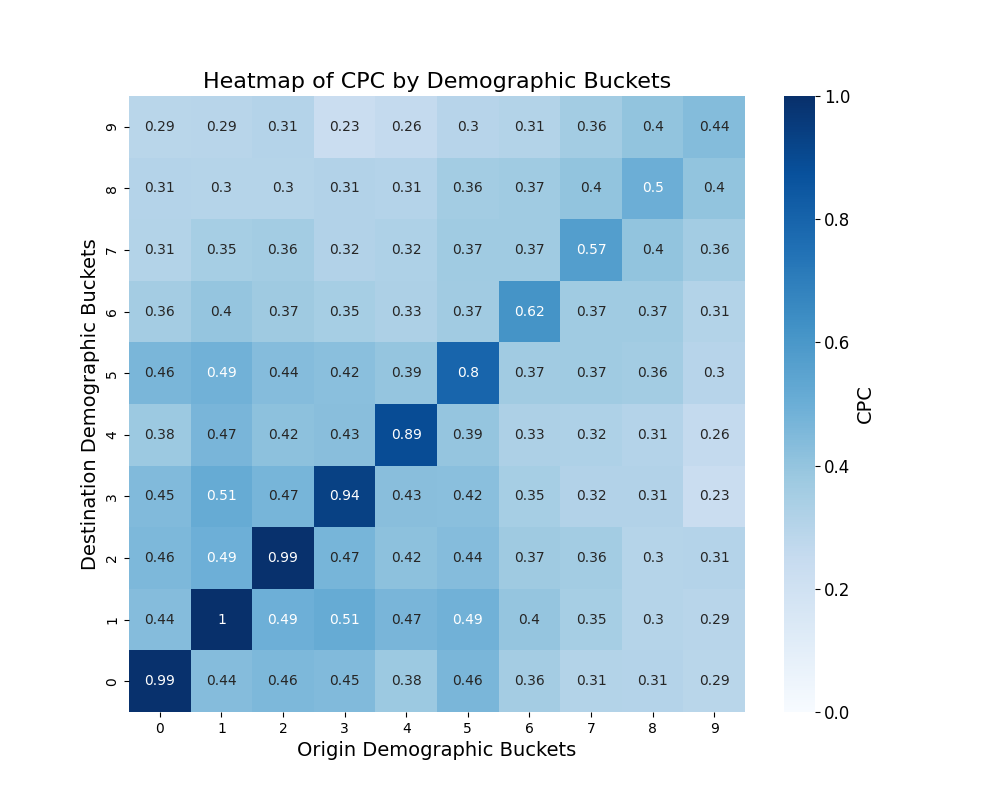 Heatmap of CPC by Demographic Buckets
9 0.29 0.29 0.31 0.23 0.26 0.3 0.31 0.36 0.4 0.44
8 0.31 0.3 0.3 0.31 0.31 0.36 0.37 0.4 0.5 0.4
7 0.31 0.35 0.36 0.32 0.32 0.37 0.37 0.57 0.4 0.36
6 0.36 0.4 0.37 0.35 0.33 0.37 0.62 0.37 0.37 0.31
5 0.46 0.49 0.44 0.42 0.39 0.8 0.37 0.37 0.36 0.3
4 0.38 0.47 0.42 0.43 0.89 0.39 0.33 0.32 0.31 0.26
3 0.45 0.51 0.47 0.94 0.43 0.42 0.35 0.32 0.31 0.23
2 0.46 0.49 0.99 0.47 0.42 0.44 0.37 0.36 0.3 0.31
1 0.44 1 0.49 0.51 0.47 0.49 0.4 0.35 0.3 0.29
0 0.99 0.44 0.46 0.45 0.38 0.46 0.36 0.31 0.31 0.29
0 1 2 3 4 5 6 7 8 9
Origin Demographic Buckets
Destination Demographic Buckets
1.0
0.8
0.6
0.4
0.2
0.0
CPC